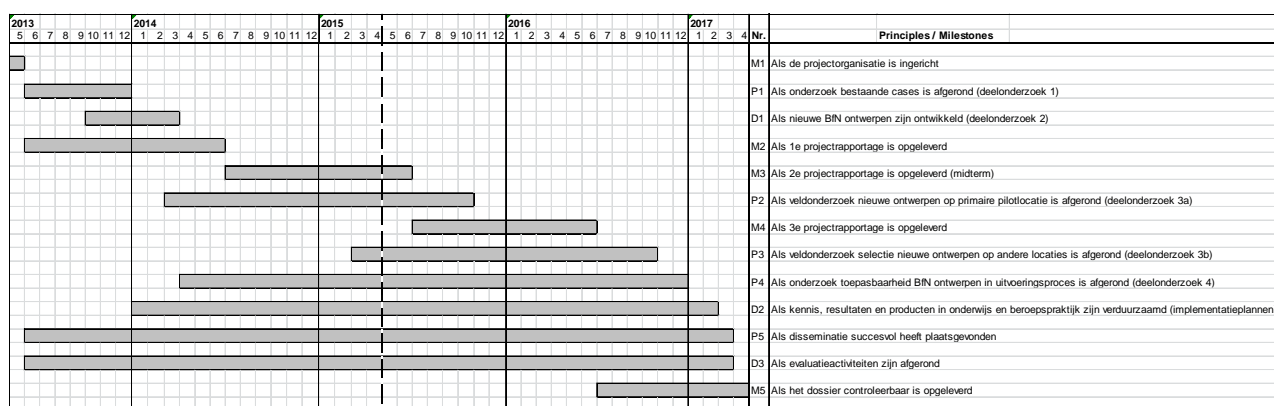 2013 2014 2015 2016 2017
5 6 7 8 9 10 11 12 1 2 3 4 5 6 7 8 9 10 11 12 1 2 3 4 5 6 7 8 9 10 11 12 1 2 3 4 5 6 7 8 9 10 11 12 1 2 3 4 Nr. Principles / Milestones
M1 Als de projectorganisatie is ingericht
P1 Als onderzoek bestaande cases is afgerond (deelonderzoek 1)
D1 Als nieuwe BfN ontwerpen zijn ontwikkeld (deelonderzoek 2)
M2 Als 1e projectrapportage is opgeleverd
M3 Als 2e projectrapportage is opgeleverd (midterm)
P2 Als veldonderzoek nieuwe ontwerpen op primaire pilotlocatie is afgerond (deelonderzoek 3a)
M4 Als 3e projectrapportage is opgeleverd
P3 Als veldonderzoek selectie nieuwe ontwerpen op andere locaties is afgerond (deelonderzoek 3b)
P4 Als onderzoek toepasbaarheid BfN ontwerpen in uitvoeringsproces is afgerond (deelonderzoek 4)
D2 Als kennis, resultaten en producten in onderwijs en beroepspraktijk zijn verduurzaamd (implementatieplannen
P5 Als disseminatie succesvol heeft plaatsgevonden
D3 Als evaluatieactiviteiten zijn afgerond
M5 Als het dossier controleerbaar is opgeleverd